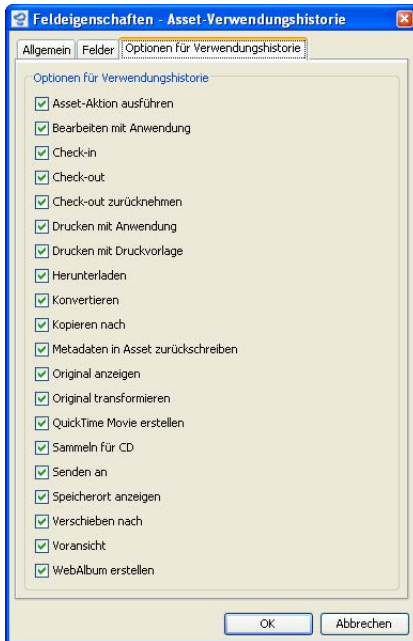 Feldeigenschaften - Asset-Verwendungshistorie
Allgemein Felder Optionen für Verwendungshistorie
Optionen für Verwendungshistorie
Asset-Aktion ausführen
Bearbeiten mit Anwendung
Check-in
Check-out
Check-out zurücknehmen
Drucken mit Anwendung
Drucken mit Druckvorlage
Herunterladen
Konvertieren
Kopieren nach
Metadaten in Asset zurückschreiben
Original anzeigen
Original transformieren
QuickTime Movie erstellen
Sammeln für CD
Senden an
Speicherort anzeigen
Verschieben nach
Voransicht
WebAlbum erstellen
OK Abbrechen